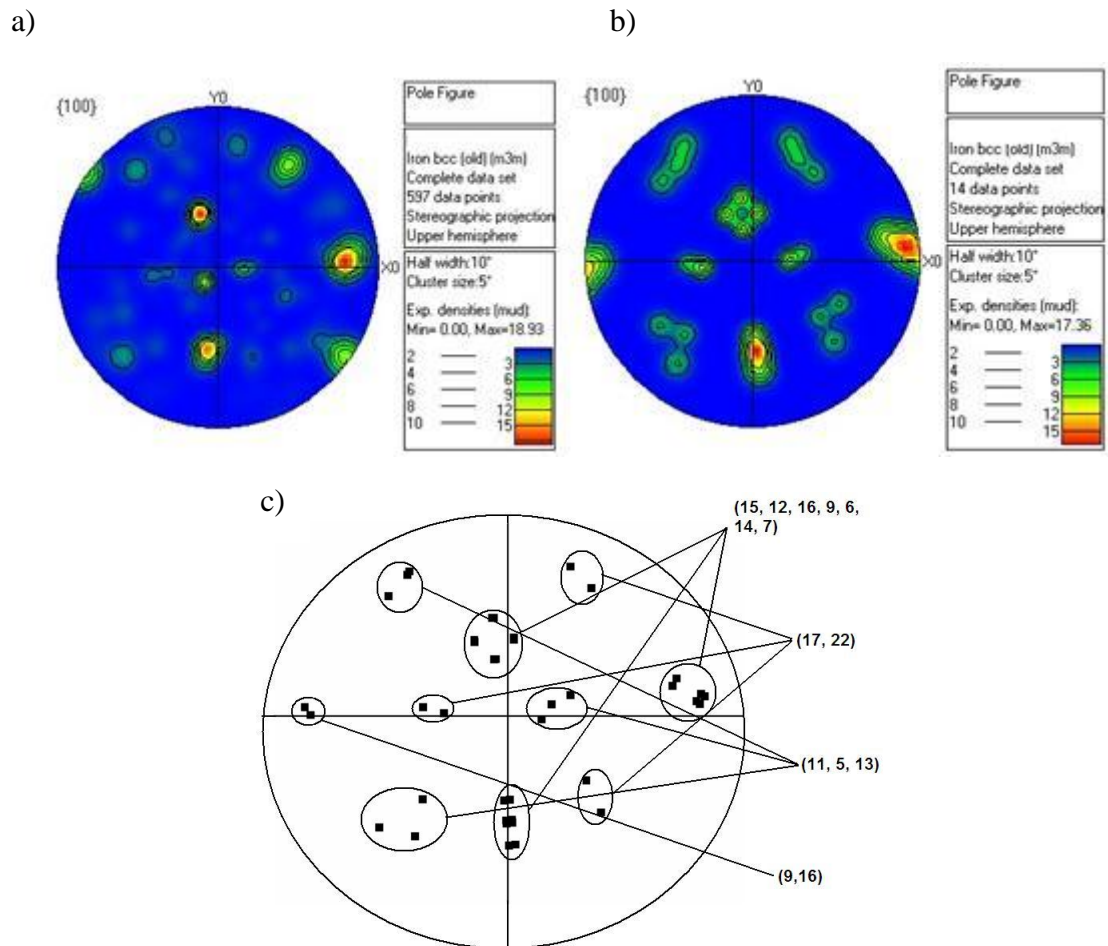 a)
b)
{100}
Y0
X0
Pole Figure
Iron bcc (old) (m3m)
Complete data set
597 data points
Stereographic projection
Upper hemisphere
Half width:10°
Cluster size:5°
Exp. densities (mud):
Min= 0.00, Max=18.93
2
4
6
8
10
3
6
9
12
15
{100}
Y0
X0
Pole Figure
Iron bcc (old) (m3m)
Complete data set
14 data points
Stereographic projection
Upper hemisphere
Half width:10°
Cluster size:5°
Exp. densities (mud):
Min= 0.00, Max=17.36
2
4
6
8
10
3
6
9
12
15
c)
(15, 12, 16, 9, 6,
14, 7)
(17, 22)
(11, 5, 13)
(9,16)